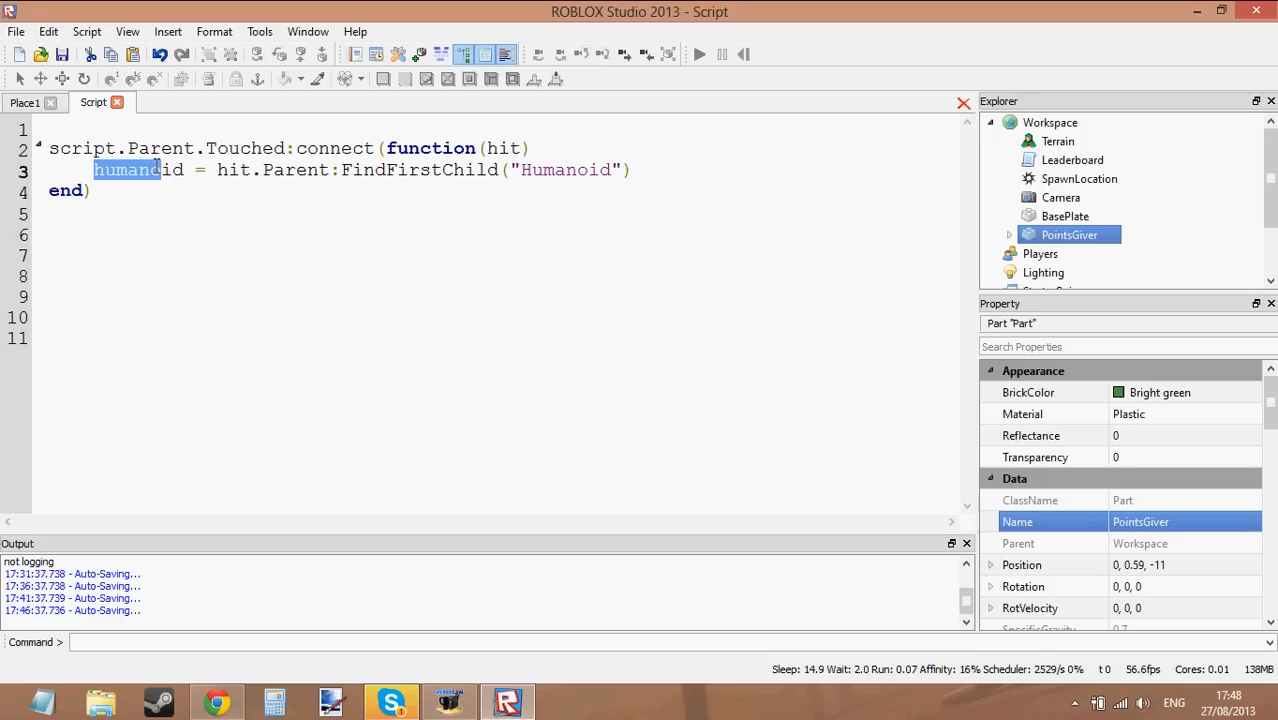 ROBLOX Studio 2013 - Script
File Edit Script View Insert Format Tools Window Help
Place1 Script
1
2 script.Parent.Touched:connect(function(hit)
3 humanoid = hit.Parent:FindFirstChild("Humanoid")
4 end)
5
6
7
8
9
10
11
Explorer
Workspace
Terrain
Leaderboard
SpawnLocation
Camera
BasePlate
PointsGiver
Players
Lighting
Property
Part "Part"
Search Properties
Appearance
BrickColor Bright green
Material Plastic
Reflectance 0
Transparency 0
Data
ClassName Part
Name PointsGiver
Parent Workspace
Position 0, 0.59, -11
Rotation 0, 0, 0
RotVelocity 0, 0, 0
SpecificGravity 0.7
Output
not logging
17:31:37.738 - Auto-Saving...
17:36:37.738 - Auto-Saving...
17:41:37.739 - Auto-Saving...
17:46:37.736 - Auto-Saving...
Command >
Sleep: 14.9 Wait: 2.0 Run: 0.07 Affinity: 16% Scheduler: 2529/s 0% t 0 56.6fps Cores: 0.01 138MB
ENG
17:48
27/08/2013